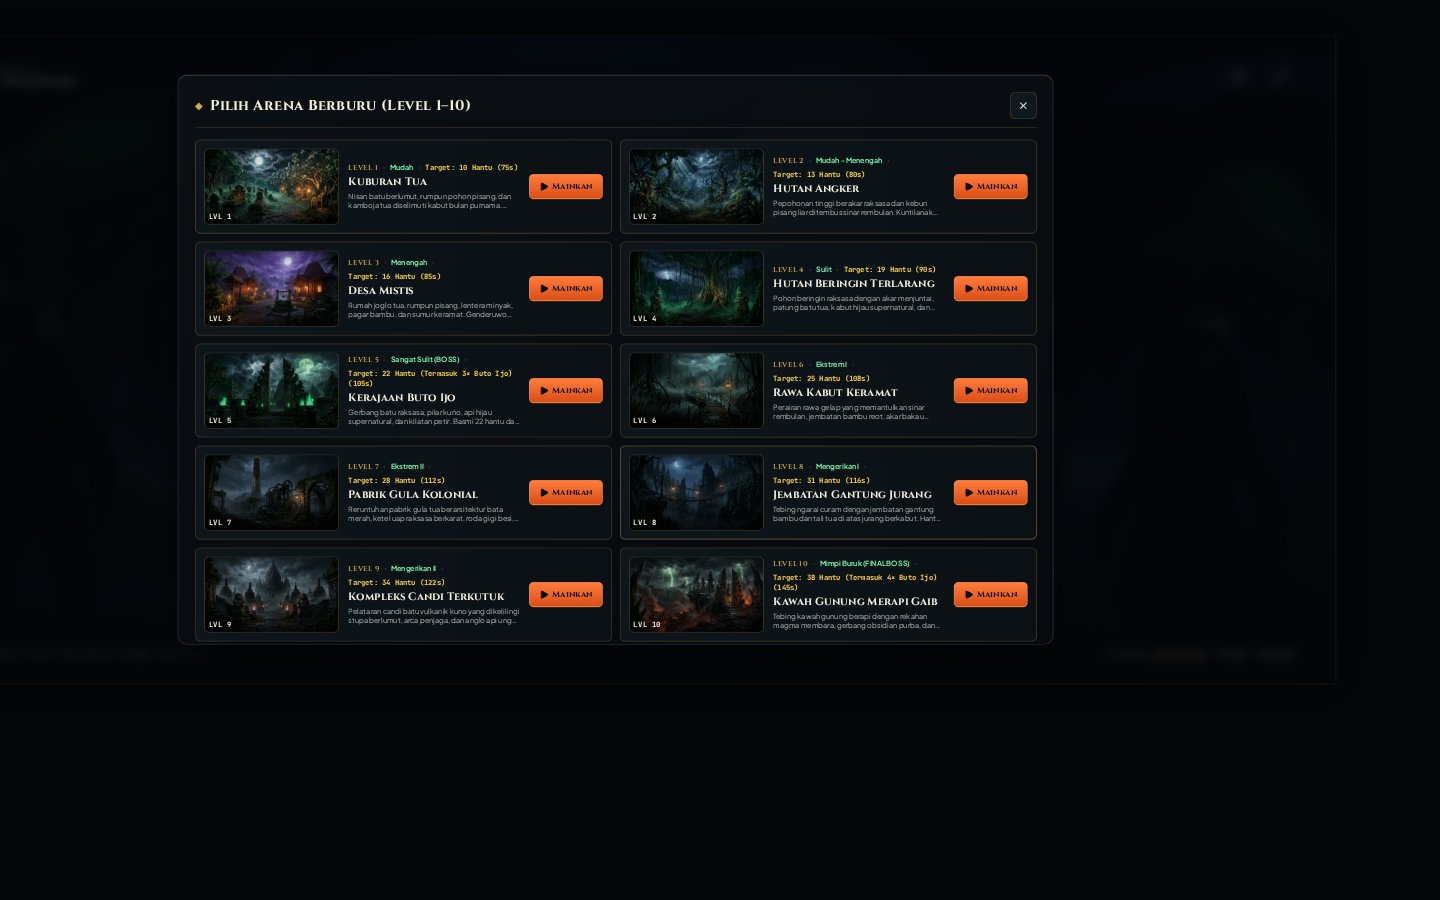 ◆ PILIH ARENA BERBURU (LEVEL 1–10)
×
LEVEL 1 · Mudah · Target: 10 Hantu (75s)
KUBURAN TUA
Nisan batu berlumut, rumpun pohon pisang, dan
kamboja tua diselimuti kabut bulan purnama....
LVL 1
▶ MAINKAN
LEVEL 2 · Mudah - Menengah ·
Target: 13 Hantu (80s)
HUTAN ANGKER
Pepohonan tinggi berakar raksasa dan kebun
pisang liar ditembus sinar rembulan. Kuntilanak...
LVL 2
▶ MAINKAN
LEVEL 3 · Menengah ·
Target: 16 Hantu (85s)
DESA MISTIS
Rumah joglo tua, rumpun pisang, lentera minyak,
pagar bambu, dan sumur keramat. Genderuwo...
LVL 3
▶ MAINKAN
LEVEL 4 · Sulit · Target: 19 Hantu (90s)
HUTAN BERINGIN TERLARANG
Pohon beringin raksasa dengan akar menjuntai,
patung batu tua, kabut hijau supernatural, dan...
LVL 4
▶ MAINKAN
LEVEL 5 · Sangat Sulit (BOSS) ·
Target: 22 Hantu (Termasuk 3× Buto Ijo)
(105s)
KERAJAAN BUTO IJO
Gerbang batu raksasa, pilar kuno, api hijau
supernatural, dan kilatan petir. Basmi 22 hantu da...
LVL 5
▶ MAINKAN
LEVEL 6 · Ekstrem I ·
Target: 25 Hantu (108s)
RAWA KABUT KERAMAT
Perairan rawa gelap yang memantulkan sinar
rembulan, jembatan bambu reot, akar bakau...
LVL 6
▶ MAINKAN
LEVEL 7 · Ekstrem II ·
Target: 28 Hantu (112s)
PABRIK GULA KOLONIAL
Reruntuhan pabrik gula tua berarsitektur bata
merah, ketel uap raksasa berkarat, roda gigi besi,...
LVL 7
▶ MAINKAN
LEVEL 8 · Mengerikan I ·
Target: 31 Hantu (116s)
JEMBATAN GANTUNG JURANG
Tebing ngarai curam dengan jembatan gantung
bambu dan tali tua di atas jurang berkabut. Hant...
LVL 8
▶ MAINKAN
LEVEL 9 · Mengerikan II ·
Target: 34 Hantu (122s)
KOMPLEKS CANDI TERKUTUK
Pelataran candi batu vulkanik kuno yang dikelilingi
stupa berlumut, arca penjaga, dan anglo api ung...
LVL 9
▶ MAINKAN
LEVEL 10 · Mimpi Buruk (FINAL BOSS) ·
Target: 38 Hantu (Termasuk 4× Buto Ijo)
(145s)
KAWAH GUNUNG MERAPI GAIB
Tebing kawah gunung berapi dengan rekahan
magma membara, gerbang obsidian purba, dan...
LVL 10
▶ MAINKAN